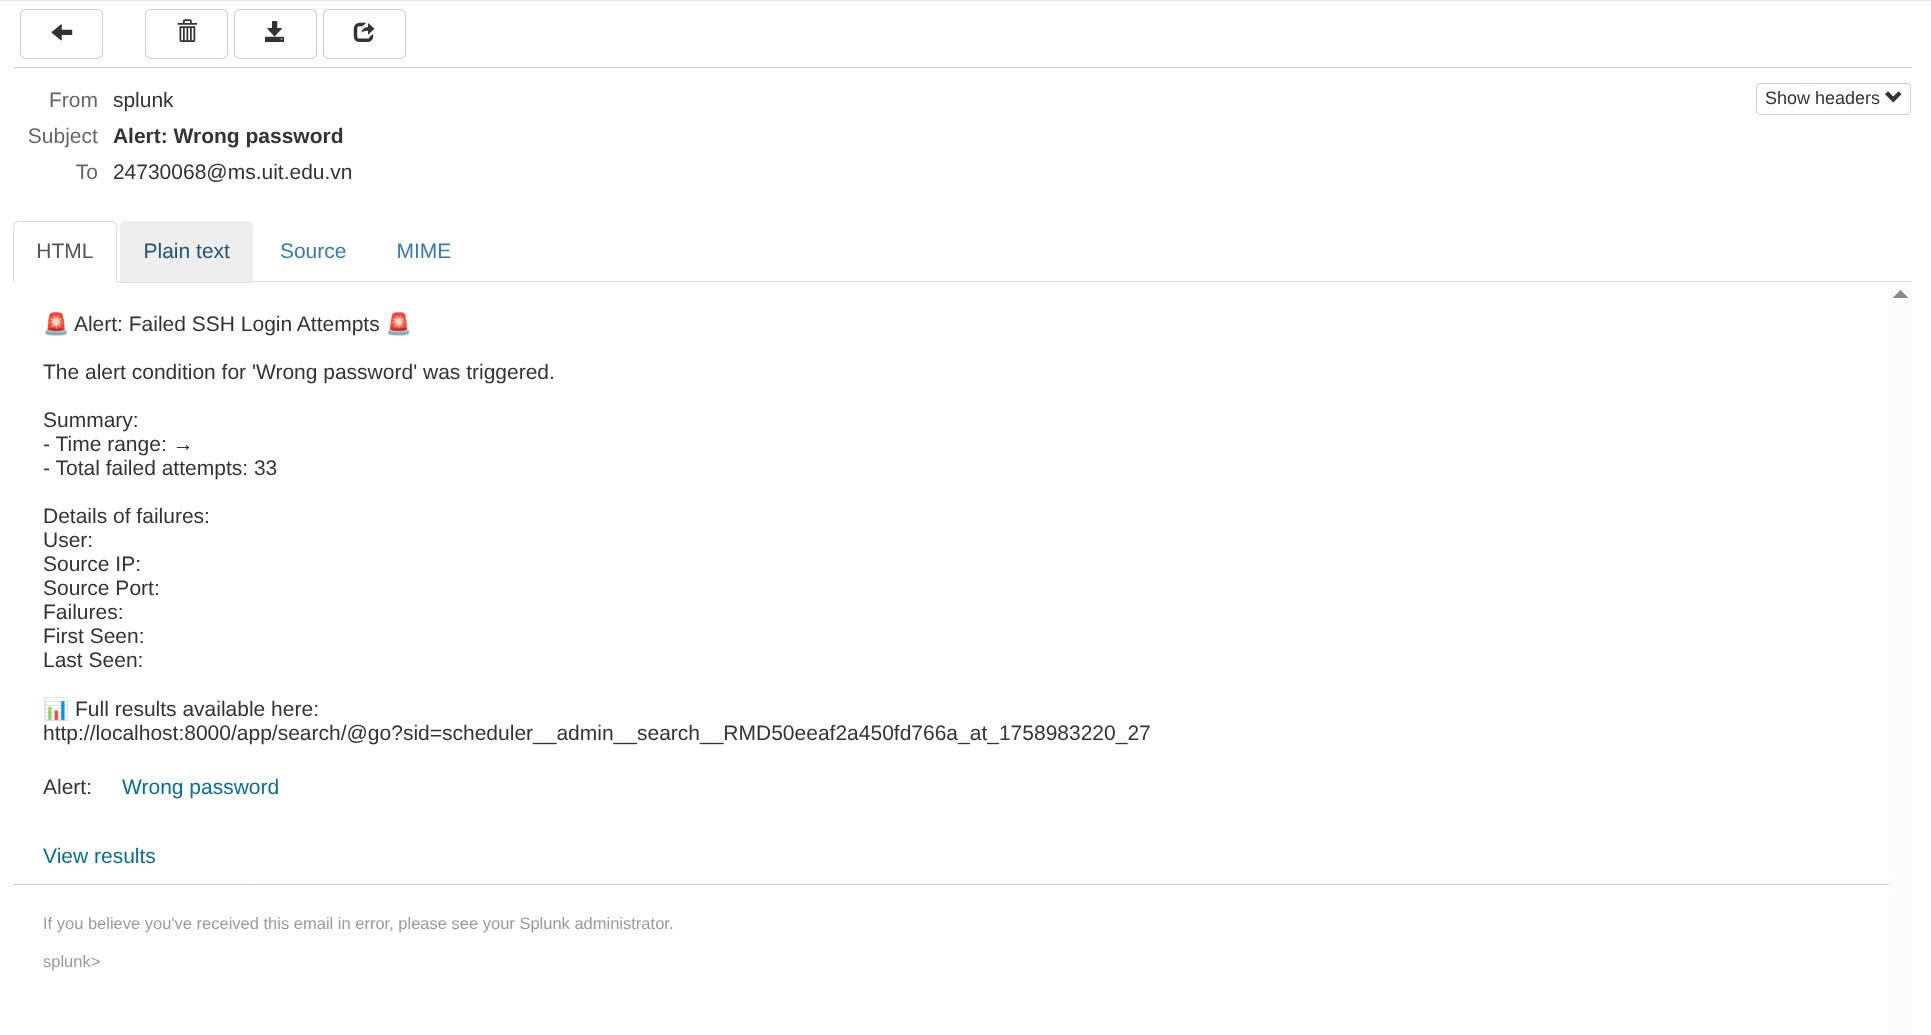 From splunk
Show headers
Subject Alert: Wrong password
To 24730068@ms.uit.edu.vn
HTML Plain text Source MIME
🚨 Alert: Failed SSH Login Attempts 🚨
The alert condition for 'Wrong password' was triggered.
Summary:
- Time range: →
- Total failed attempts: 33
Details of failures:
User:
Source IP:
Source Port:
Failures:
First Seen:
Last Seen:
📊 Full results available here:
http://localhost:8000/app/search/@go?sid=scheduler__admin__search__RMD50eeaf2a450fd766a_at_1758983220_27
Alert: Wrong password
View results
If you believe you've received this email in error, please see your Splunk administrator.
splunk>